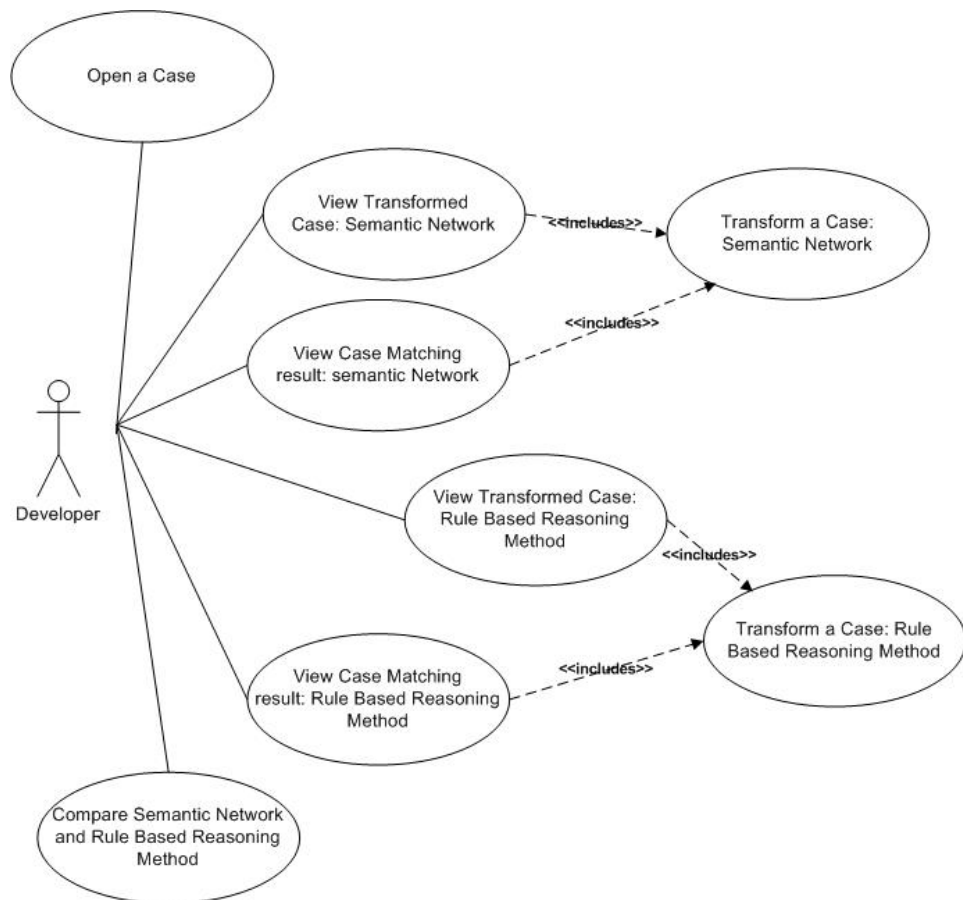 Open a Case
View Transformed
Case: Semantic Network
<<includes>>
Transform a Case:
Semantic Network
<<includes>>
View Case Matching
result: semantic Network
Developer
View Transformed Case:
Rule Based Reasoning
Method
<<includes>>
Transform a Case: Rule
Based Reasoning Method
<<includes>>
View Case Matching
result: Rule Based Reasoning
Method
Compare Semantic Network
and Rule Based Reasoning
Method